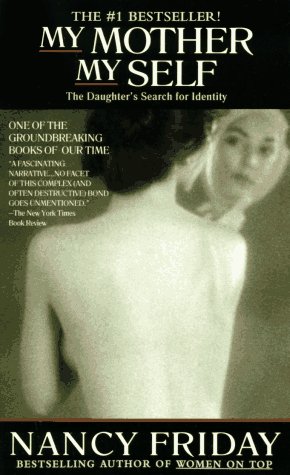 THE #1 BESTSELLER!
MY MOTHER
MY SELF
The Daughter's Search for Identity
ONE OF THE
GROUNDBREAKING
BOOKS OF OUR TIME
"A FASCINATING
NARRATIVE...NO FACET
OF THIS COMPLEX (AND
OFTEN DESTRUCTIVE) BOND
GOES UNMENTIONED."
—The New York Times
Book Review
NANCY FRIDAY
BESTSELLING AUTHOR OF WOMEN ON TOP